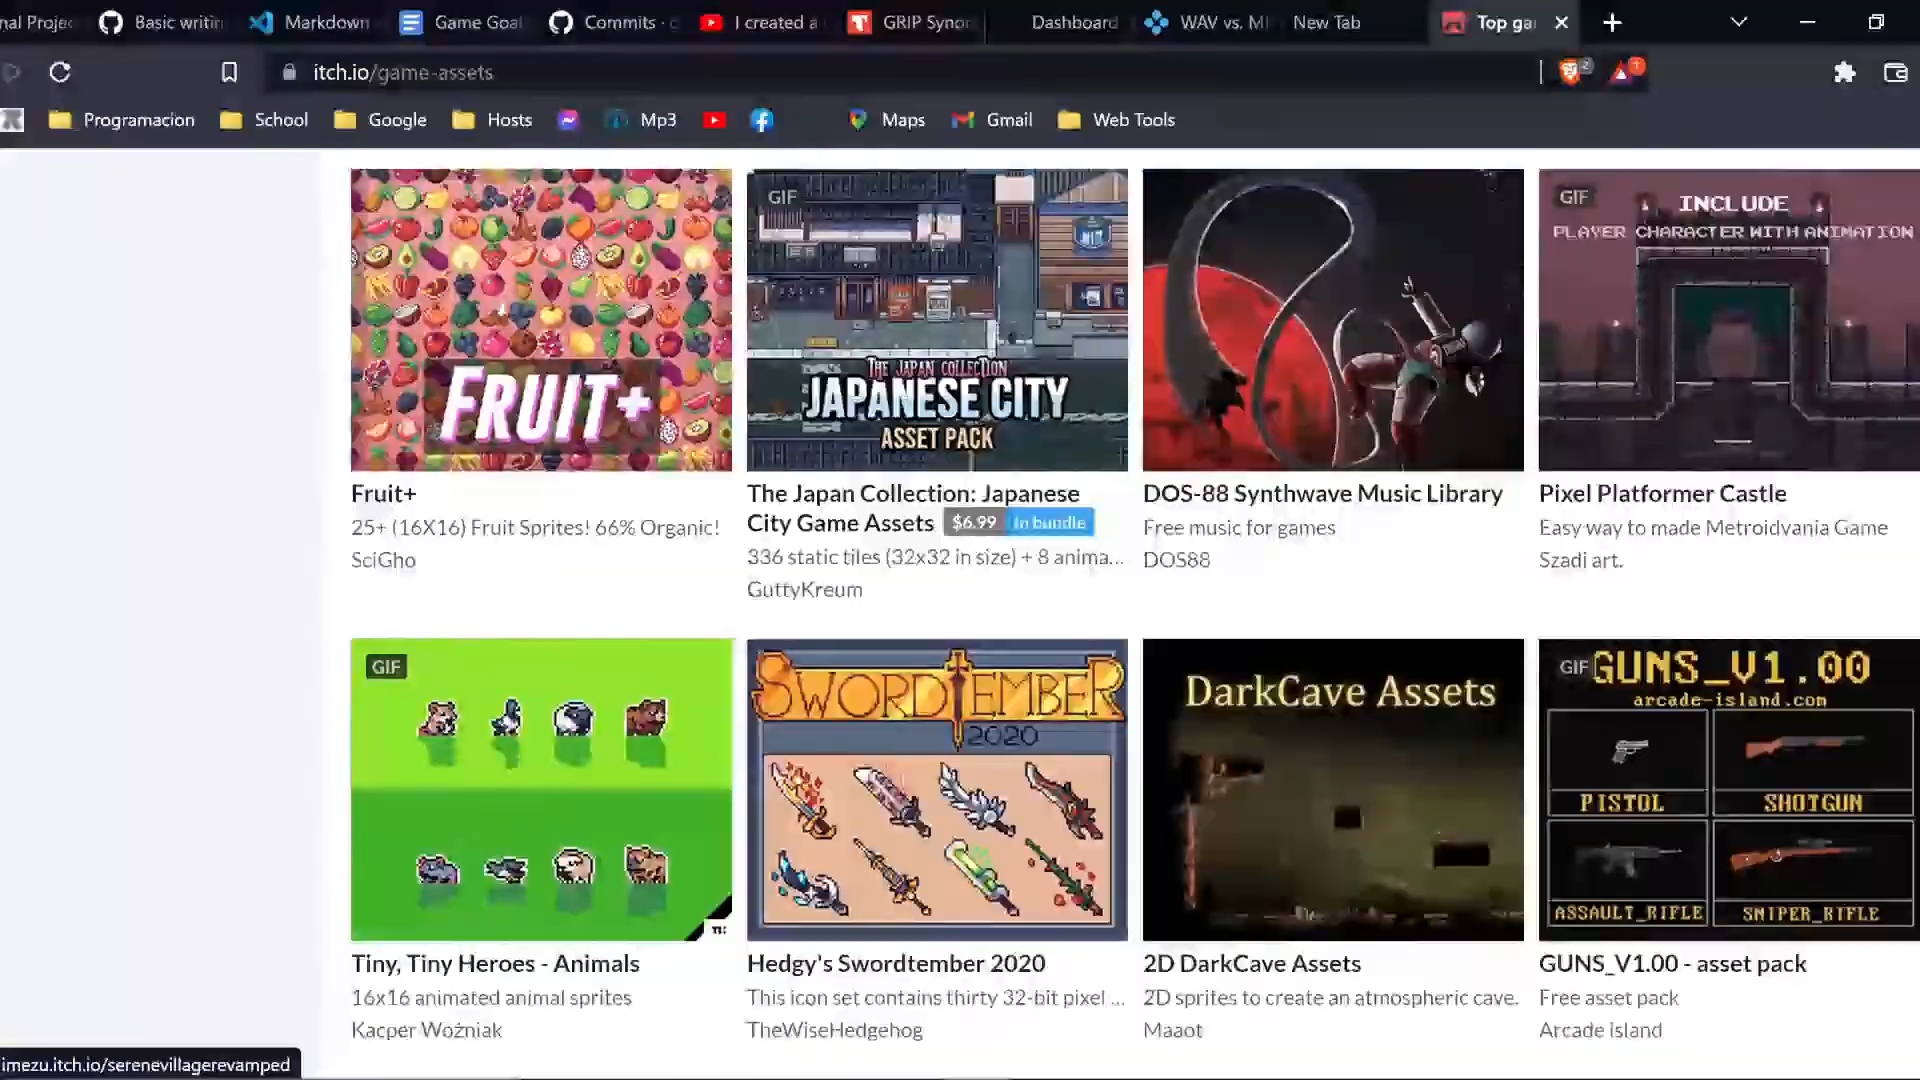 nal Projec
Basic writin
Markdown
Game Goal
Commits · g
I created a
GRIP Synon
Dashboard
WAV vs. M
New Tab
Top ga
itch.io/game-assets
2
1
Programacion
School
Google
Hosts
Mp3
Maps
Gmail
Web Tools
FRUIT+
GIF
THE JAPAN COLLECTION
JAPANESE CITY
ASSET PACK
GIF
INCLUDE
PLAYER CHARACTER WITH ANIMATION
Fruit+
25+ (16X16) Fruit Sprites! 66% Organic!
SciGho
The Japan Collection: Japanese
City Game Assets $6.99 In bundle
336 static tiles (32x32 in size) + 8 anima...
GuttyKreum
DOS-88 Synthwave Music Library
Free music for games
DOS88
Pixel Platformer Castle
Easy way to made Metroidvania Game
Szadi art.
GIF
SWORDTEMBER
2020
DarkCave Assets
GIF
GUNS_V1.00
arcade-island.com
PISTOL
SHOTGUN
ASSAULT_RIFLE
SNIPER_RIFLE
Tiny, Tiny Heroes - Animals
16x16 animated animal sprites
Kacper Woźniak
Hedgy's Swordtember 2020
This icon set contains thirty 32-bit pixel ...
TheWiseHedgehog
2D DarkCave Assets
2D sprites to create an atmospheric cave.
Maaot
GUNS_V1.00 - asset pack
Free asset pack
Arcade island
imezu.itch.io/serenevillagerevamped